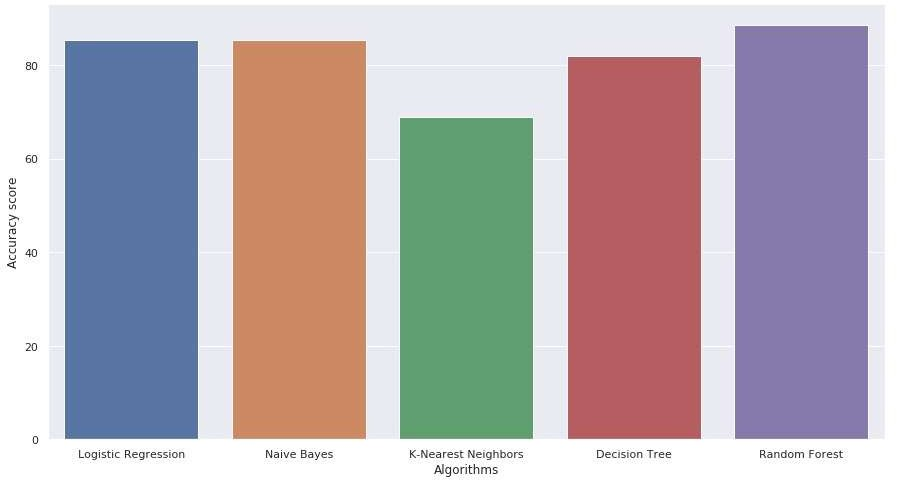 Accuracy score
80
60
40
20
0
Logistic Regression
Naive Bayes
K-Nearest Neighbors
Decision Tree
Random Forest
Algorithms